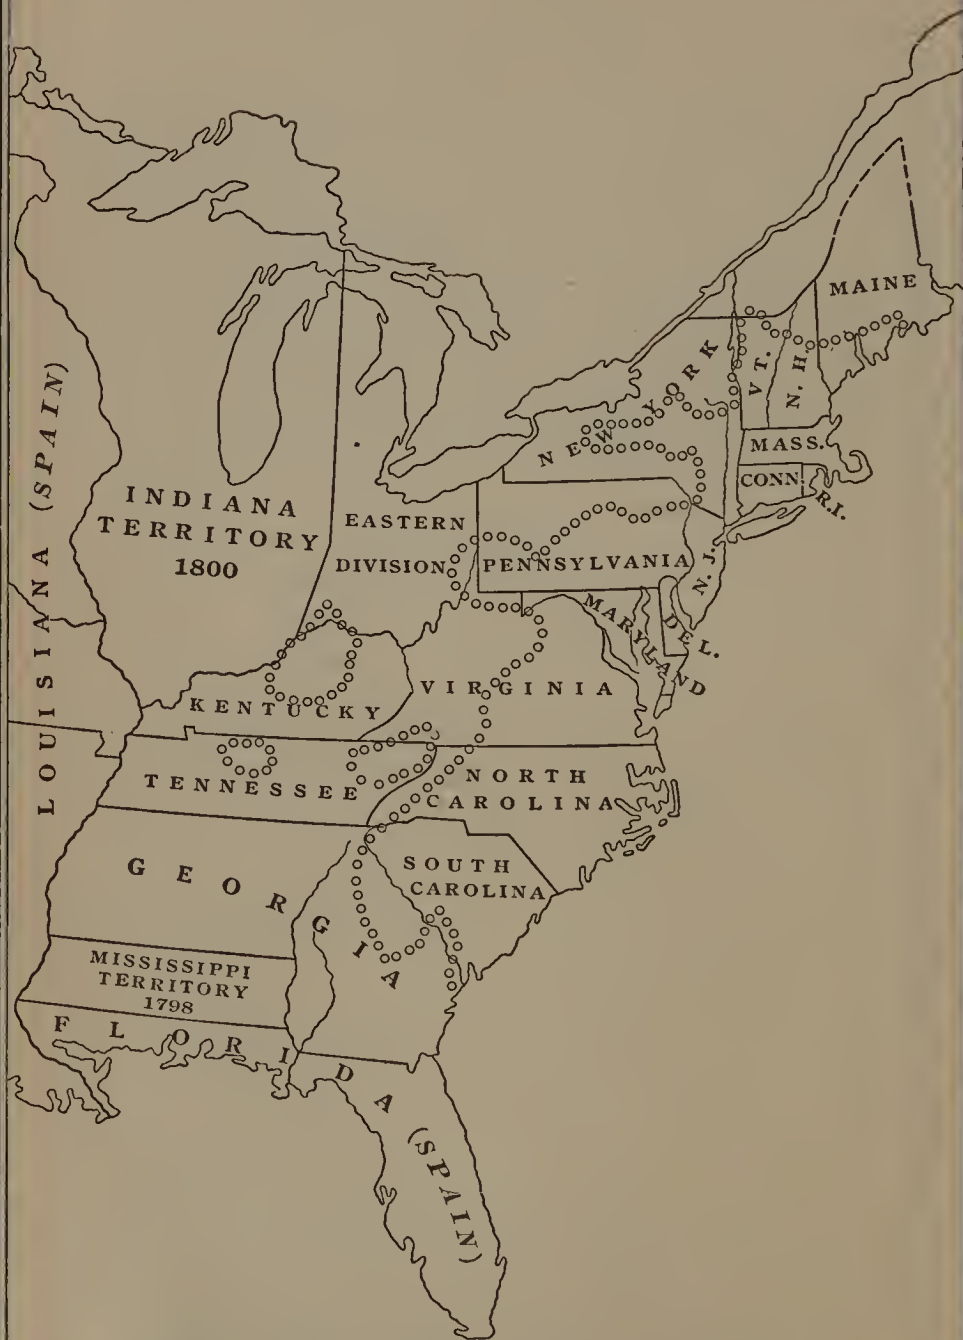 MAINE
VT.
N. H.
NEW YORK
MASS.
CONN.
R.I.
LOUISIANA (SPAIN)
INDIANA
TERRITORY
1800
EASTERN
DIVISION
PENNSYLVANIA
N. J.
MARYLAND
DEL.
VIRGINIA
KENTUCKY
TENNESSEE
NORTH
CAROLINA
SOUTH
CAROLINA
GEORGIA
MISSISSIPPI
TERRITORY
1798
FLORIDA (SPAIN)